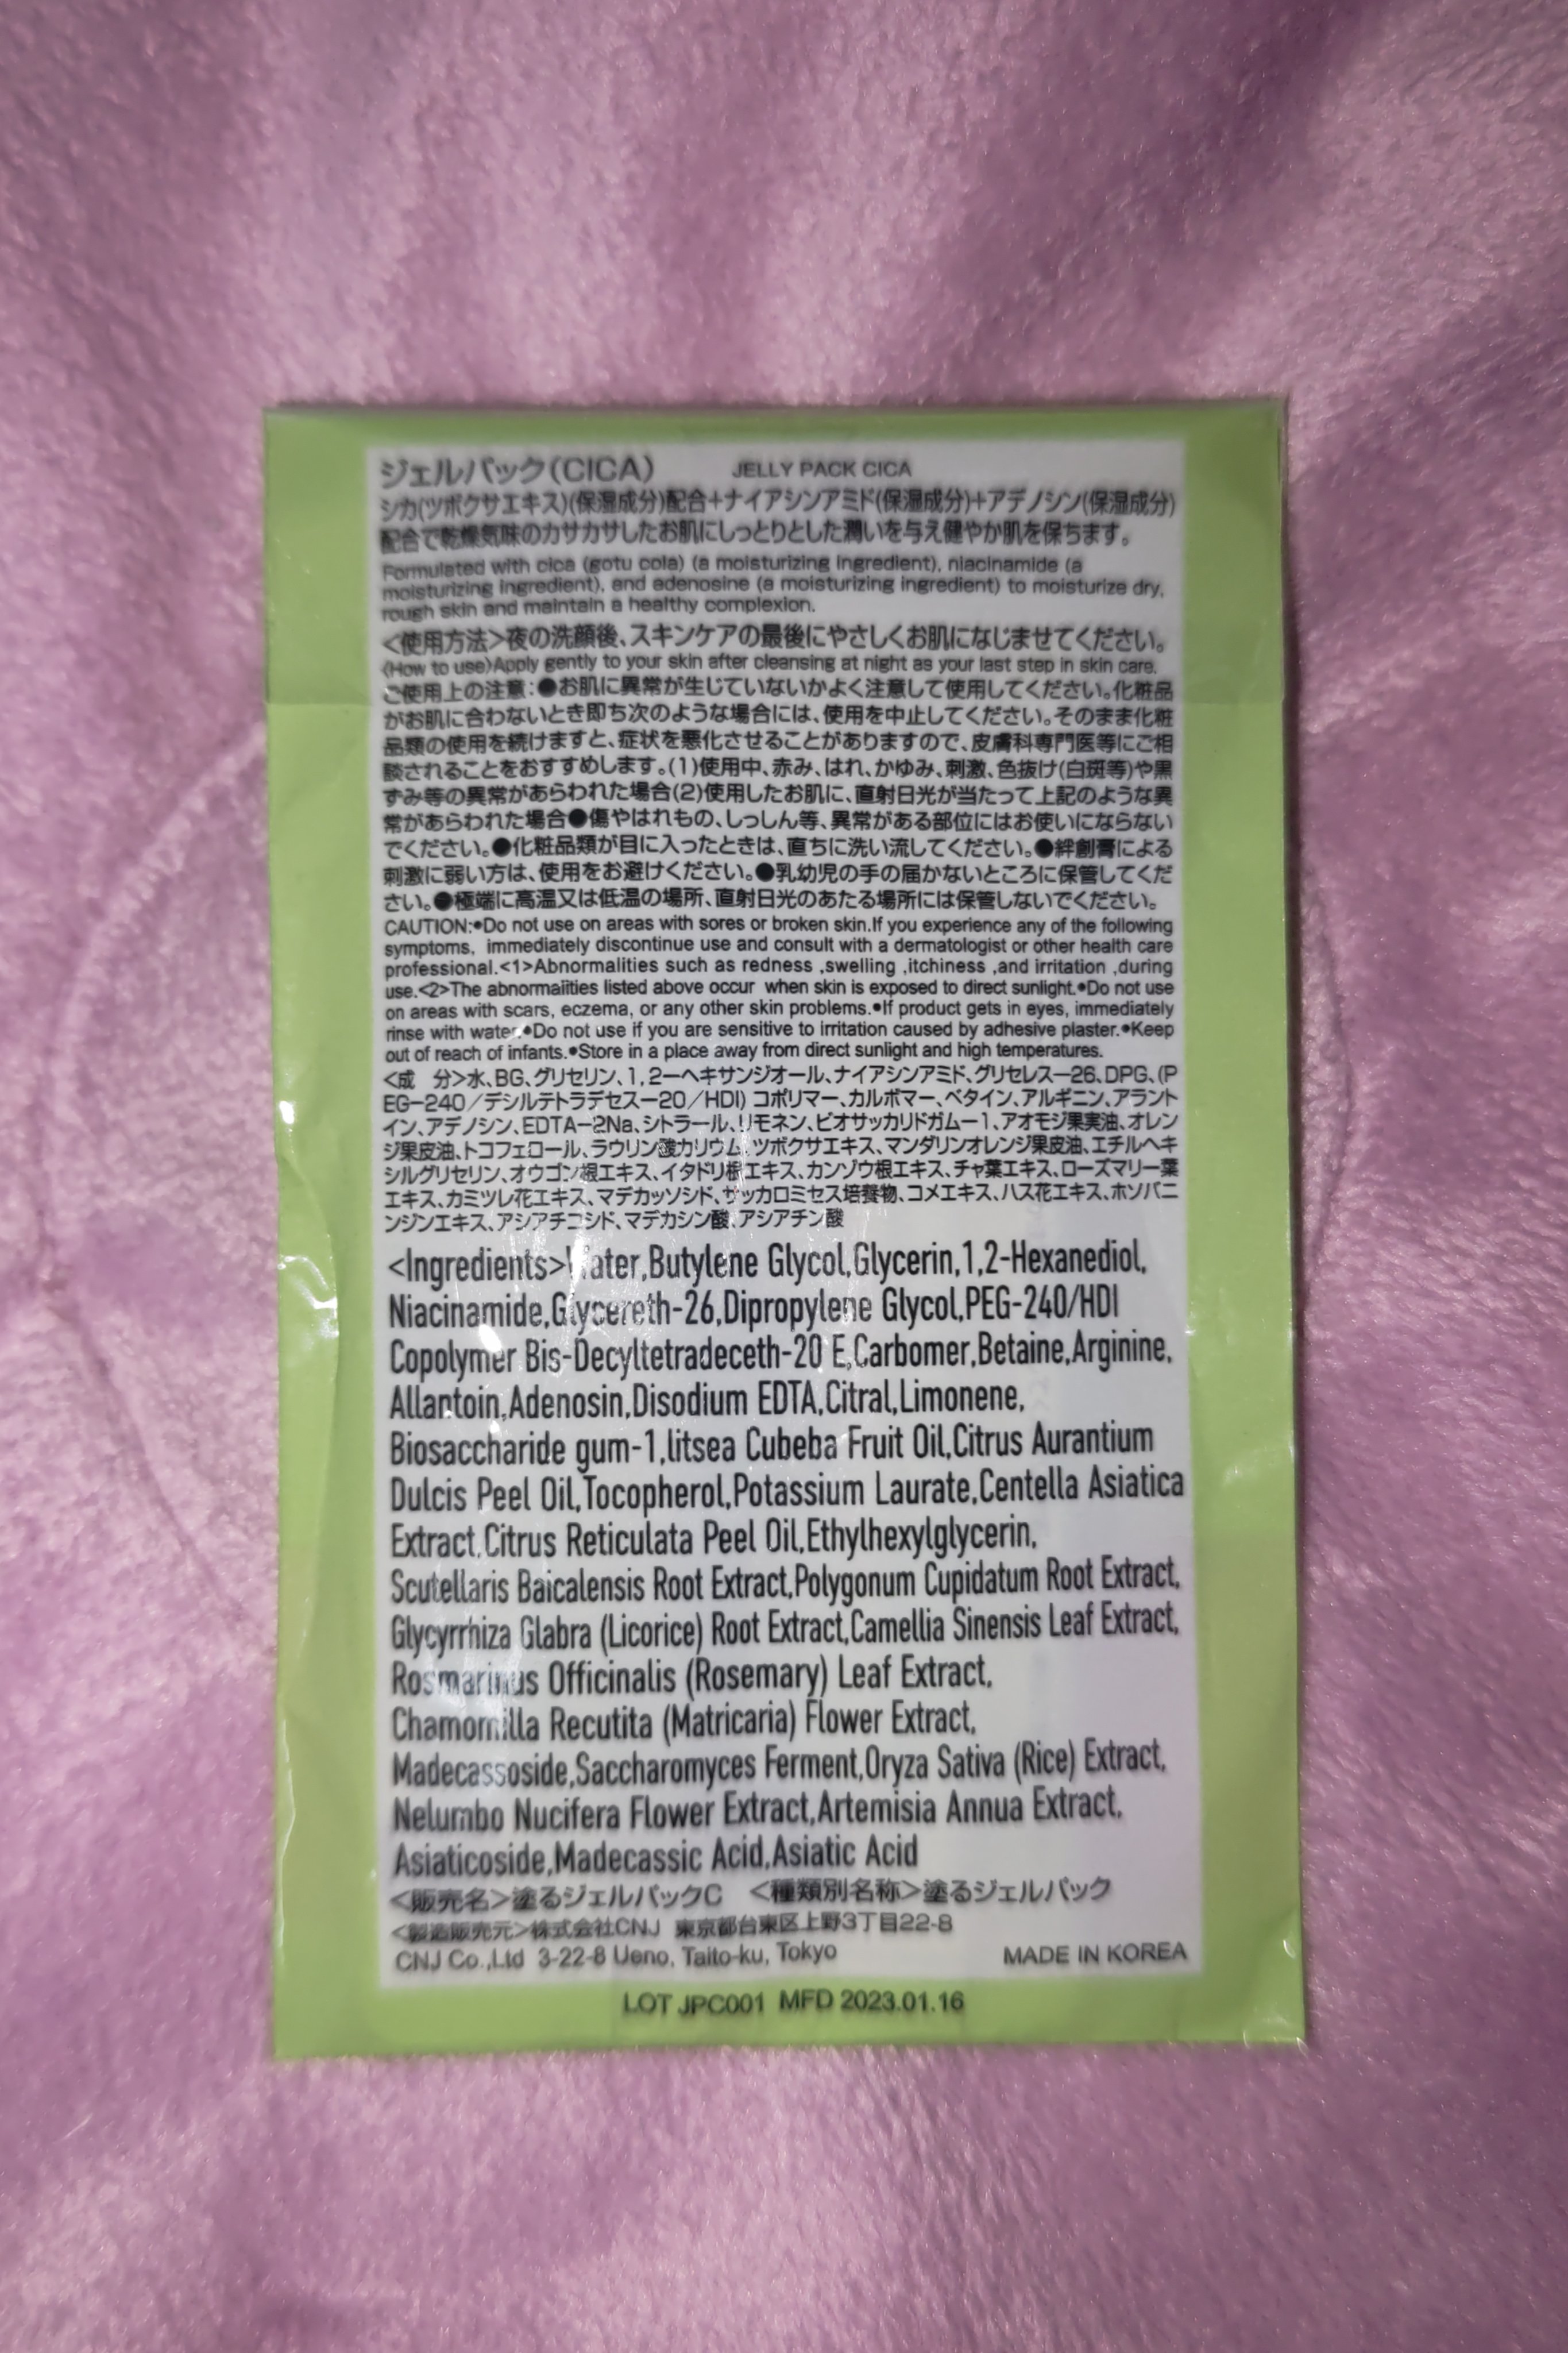 ジェルパック(CICA) JELLY PACK CICA
シカ(ツボクサエキス)(保湿成分)配合+ナイアシンアミド(保湿成分)+アデノシン(保湿成分)
配合で乾燥気味のカサカサしたお肌にしっとりとした潤いを与え健やか肌を保ちます。
Formulated with cica (gotu cola) (a moisturizing ingredient), niacinamide (a
moisturizing ingredient), and adenosine (a moisturizing ingredient) to moisturize dry,
rough skin and maintain a healthy complexion.
<使用方法>夜の洗顔後、スキンケアの最後にやさしくお肌になじませてください。
(How to use)Apply gently to your skin after cleansing at night as your last step in skin care.
ご使用上の注意:●お肌に異常が生じていないかよく注意して使用してください。化粧品
がお肌に合わないとき即ち次のような場合には、使用を中止してください。そのまま化粧
品類の使用を続けますと、症状を悪化させることがありますので、皮膚科専門医等にご相
談されることをおすすめします。(1)使用中、赤み、はれ、かゆみ、刺激、色抜け(白斑等)や黒
ずみ等の異常があらわれた場合(2)使用したお肌に、直射日光が当たって上記のような異
常があらわれた場合●傷やはれもの、しっしん等、異常がある部位にはお使いにならない
でください。●化粧品類が目に入ったときは、直ちに洗い流してください。●絆創膏による
刺激に弱い方は、使用をお避けください。●乳幼児の手の届かないところに保管してくだ
さい。●極端に高温又は低温の場所、直射日光のあたる場所には保管しないでください。
CAUTION:•Do not use on areas with sores or broken skin.If you experience any of the following
symptoms, immediately discontinue use and consult with a dermatologist or other health care
professional.<1>Abnormalities such as redness ,swelling ,itchiness ,and irritation ,during
use.<2>The abnormalities listed above occur when skin is exposed to direct sunlight.•Do not use
on areas with scars, eczema, or any other skin problems.•If product gets in eyes, immediately
rinse with water.•Do not use if you are sensitive to irritation caused by adhesive plaster.•Keep
out of reach of infants.•Store in a place away from direct sunlight and high temperatures.
<成 分>水、BG、グリセリン、1,2-ヘキサンジオール、ナイアシンアミド、グリセレス-26、DPG、(P
EG-240/デシルテトラデセス-20/HDI) コポリマー、カルボマー、ベタイン、アルギニン、アラント
イン、アデノシン、EDTA-2Na、シトラール、リモネン、ビオサッカリドガム-1、アオモジ果実油、オレン
ジ果皮油、トコフェロール、ラウリン酸カリウム、ツボクサエキス、マンダリンオレンジ果皮油、エチルヘキ
シルグリセリン、オウゴン根エキス、イタドリ根エキス、カンゾウ根エキス、チャ葉エキス、ローズマリー葉
エキス、カミツレ花エキス、マデカッソシド、サッカロミセス培養物、コメエキス、ハス花エキス、ホソバニ
ンジンエキス、アシアチコシド、マデカシン酸、アシアチン酸
<Ingredients>Water,Butylene Glycol,Glycerin,1,2-Hexanediol,
Niacinamide,Glycereth-26,Dipropylene Glycol,PEG-240/HDI
Copolymer Bis-Decyltetradeceth-20 E,Carbomer,Betaine,Arginine,
Allantoin,Adenosin,Disodium EDTA,Citral,Limonene,
Biosaccharide gum-1,litsea Cubeba Fruit Oil,Citrus Aurantium
Dulcis Peel Oil,Tocopherol,Potassium Laurate,Centella Asiatica
Extract,Citrus Reticulata Peel Oil,Ethylhexylglycerin,
Scutellaris Baicalensis Root Extract,Polygonum Cupidatum Root Extract,
Glycyrrhiza Glabra (Licorice) Root Extract,Camellia Sinensis Leaf Extract,
Rosmarinus Officinalis (Rosemary) Leaf Extract,
Chamomilla Recutita (Matricaria) Flower Extract,
Madecassoside,Saccharomyces Ferment,Oryza Sativa (Rice) Extract,
Nelumbo Nucifera Flower Extract,Artemisia Annua Extract,
Asiaticoside,Madecassic Acid,Asiatic Acid
<販売名>塗るジェルパックC <種類別名称>塗るジェルパック
<製造販売元>株式会社CNJ 東京都台東区上野3丁目22-8
CNJ Co.,Ltd 3-22-8 Ueno, Taito-ku, Tokyo MADE IN KOREA
LOT JPC001 MFD 2023.01.16